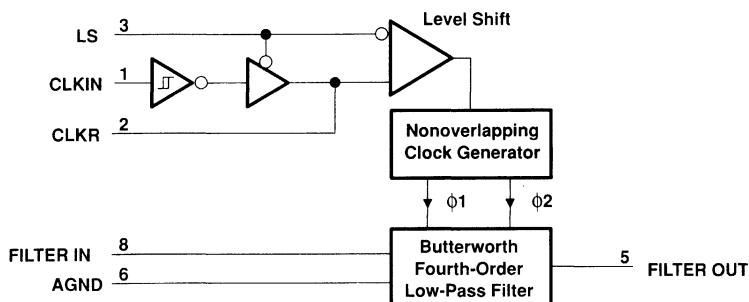 Level Shift
LS 3
CLKIN 1
CLKR 2
Nonoverlapping
Clock Generator
ϕ1 ϕ2
FILTER IN 8
AGND 6
Butterworth
Fourth-Order
Low-Pass Filter
5 FILTER OUT